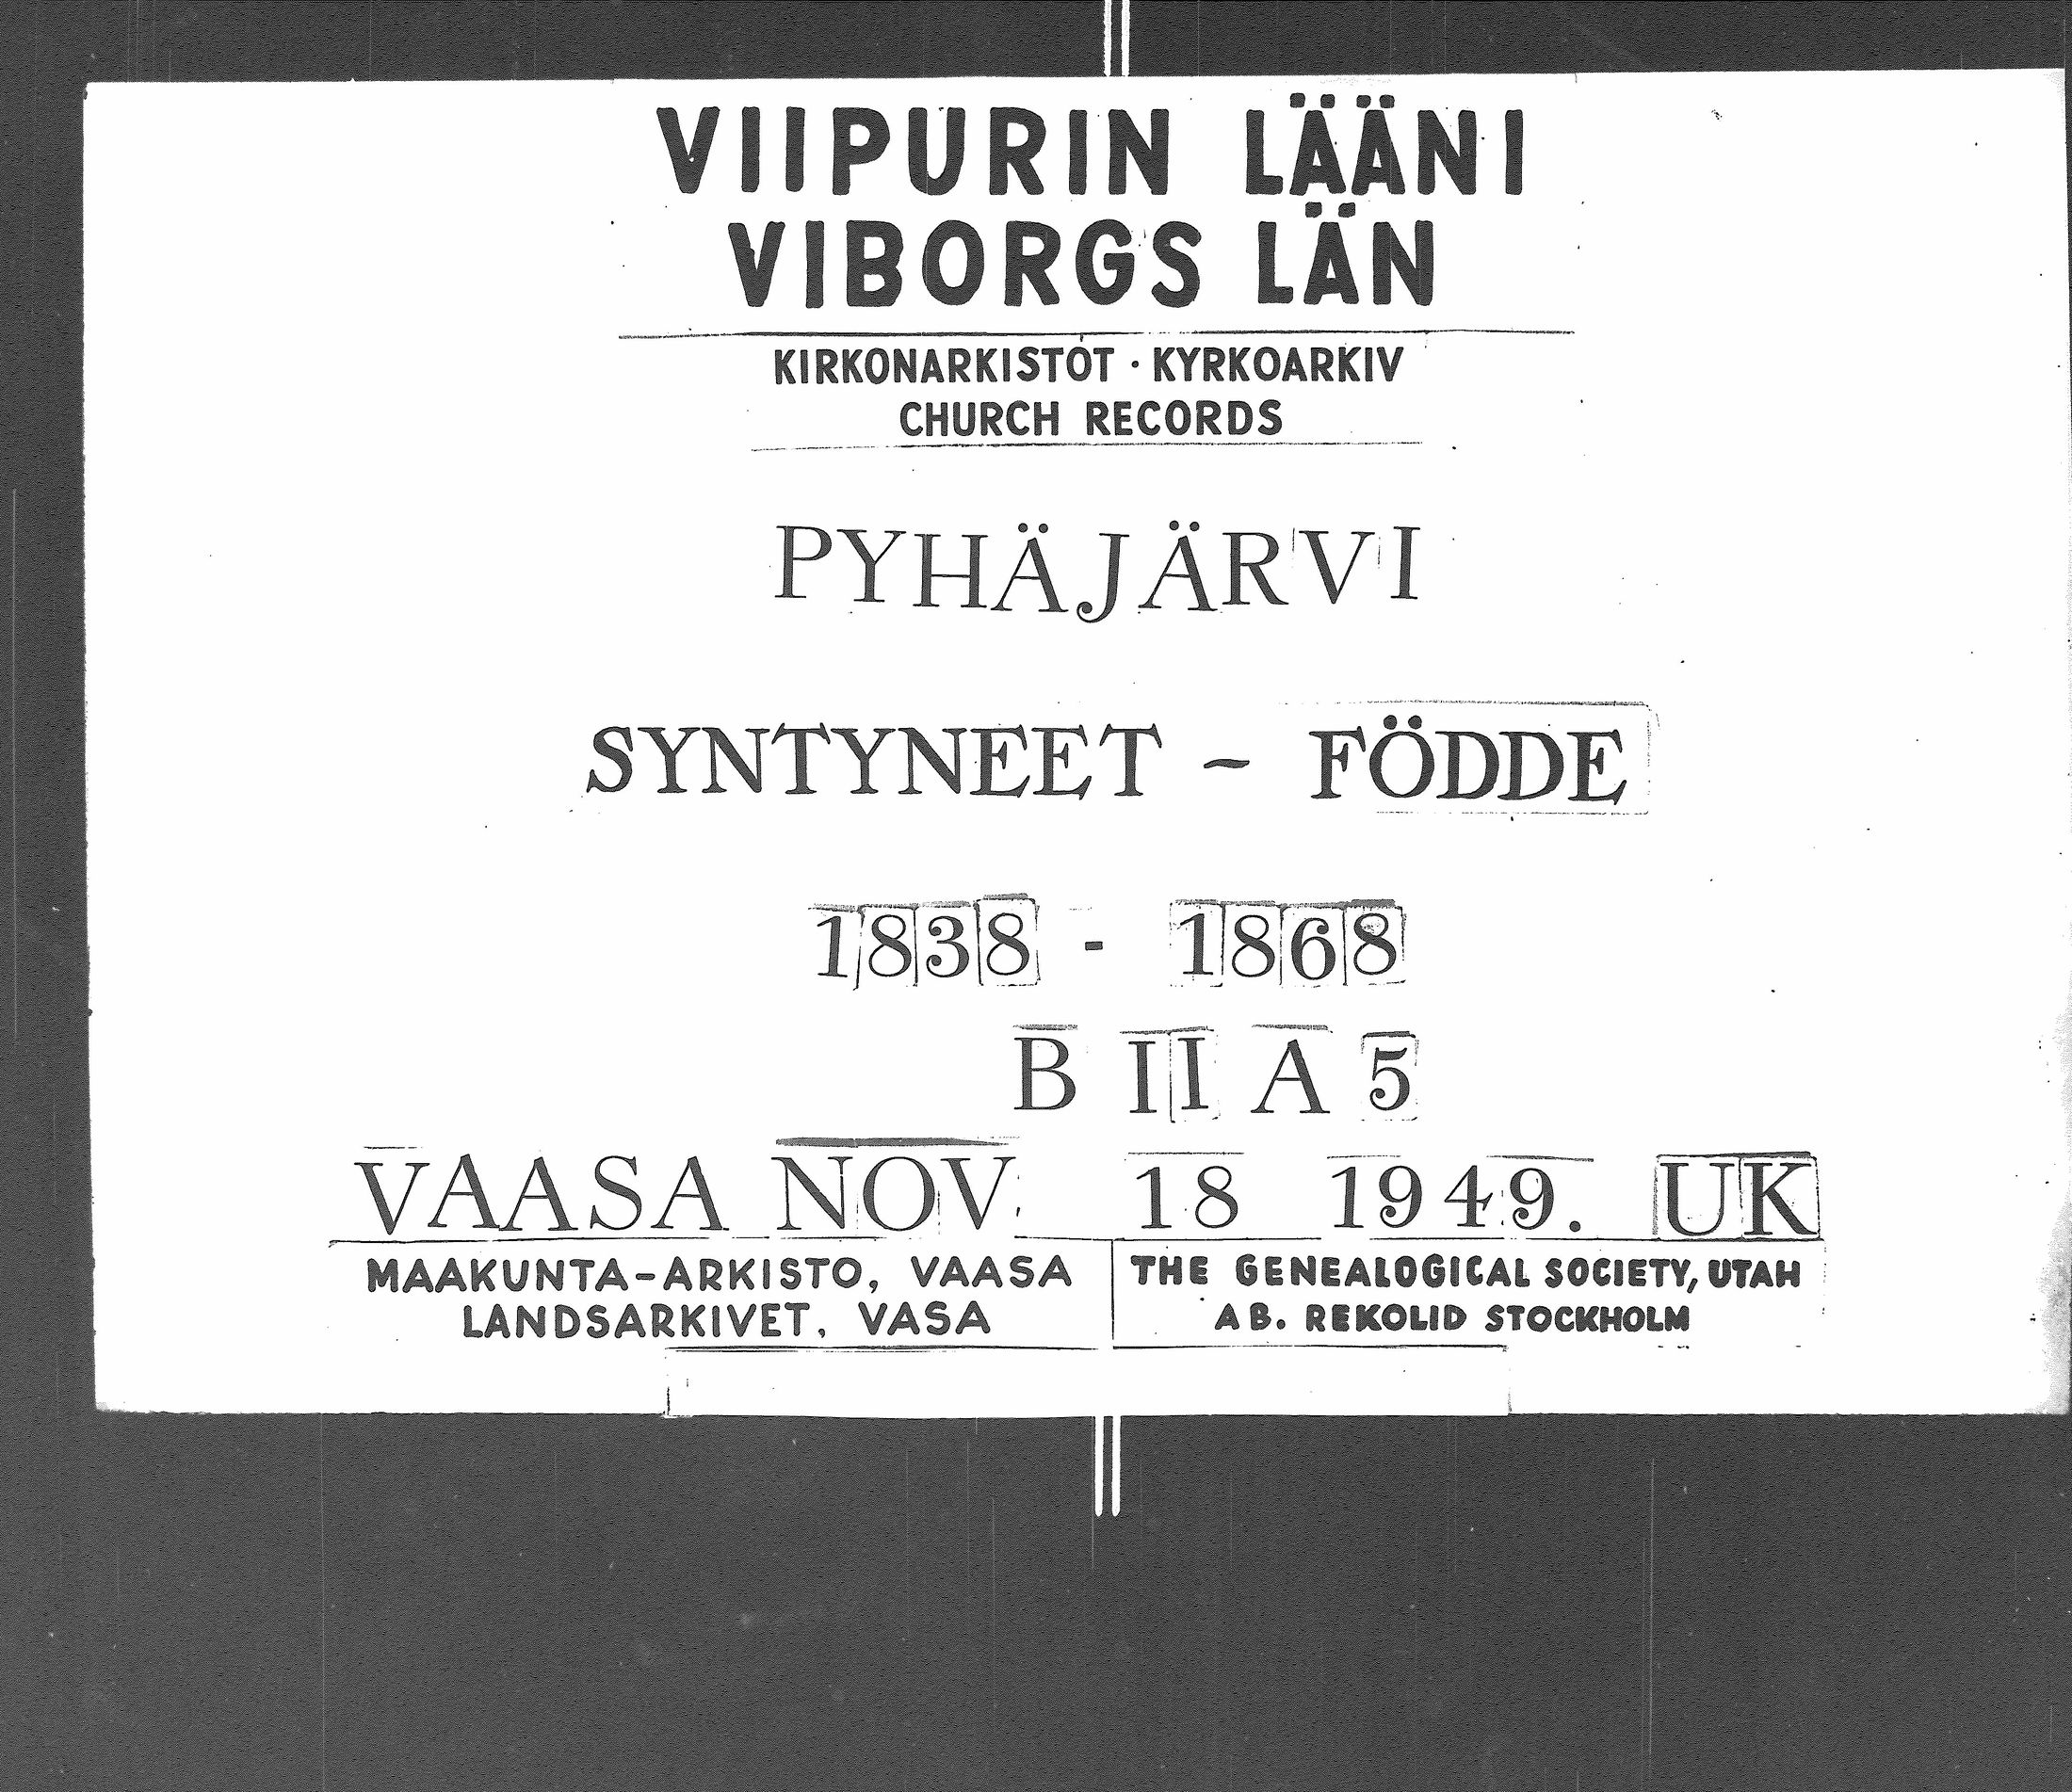 VIIPURIN LÄÄNI
VIBORGS LÄN
KIRKONARKISTOT · KYRKOARKIV
CHURCH RECORDS
PYHÄJÄRVI
SYNTYNEET - FÖDDE
1838 - 1868
B II A 5
VAASA NOV. 18 1949. UK
MAAKUNTA-ARKISTO, VAASA
LANDSARKIVET, VASA
THE GENEALOGICAL SOCIETY, UTAH
AB. REKOLID STOCKHOLM